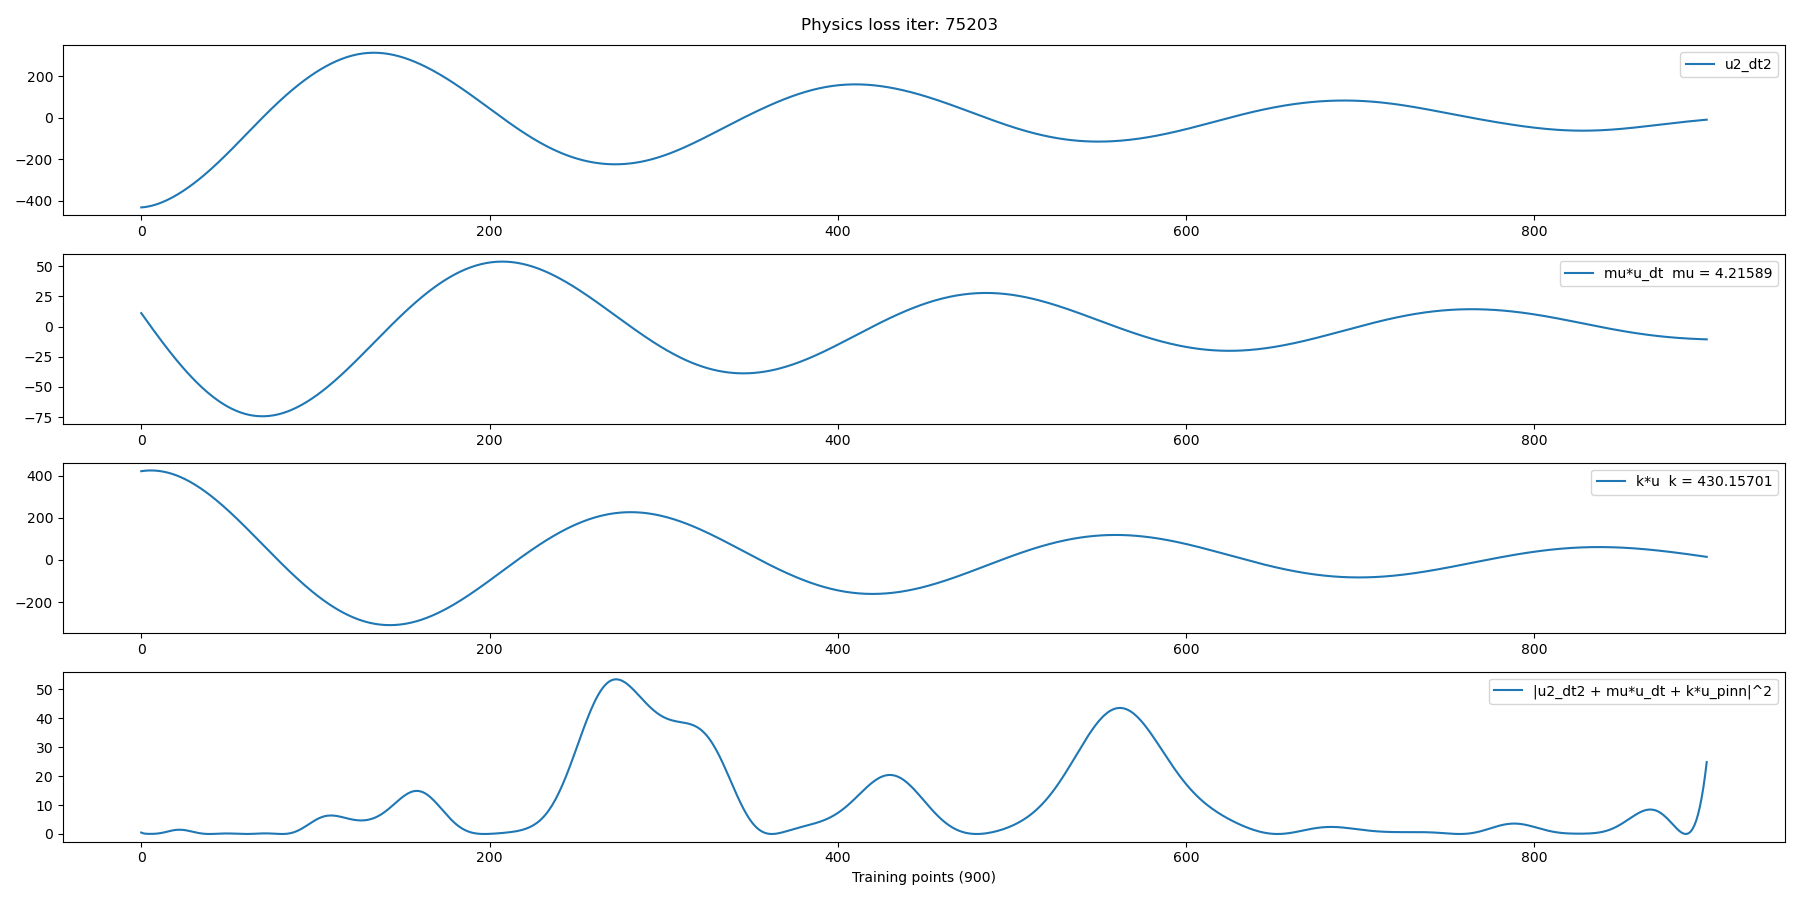 Physics loss iter: 75203
u2_dt2
200
0
−200
−400
0 200 400 600 800
mu*u_dt  mu = 4.21589
50
25
0
−25
−50
−75
0 200 400 600 800
k*u  k = 430.15701
400
200
0
−200
0 200 400 600 800
|u2_dt2 + mu*u_dt + k*u_pinn|^2
50
40
30
20
10
0
0 200 400 600 800
Training points (900)